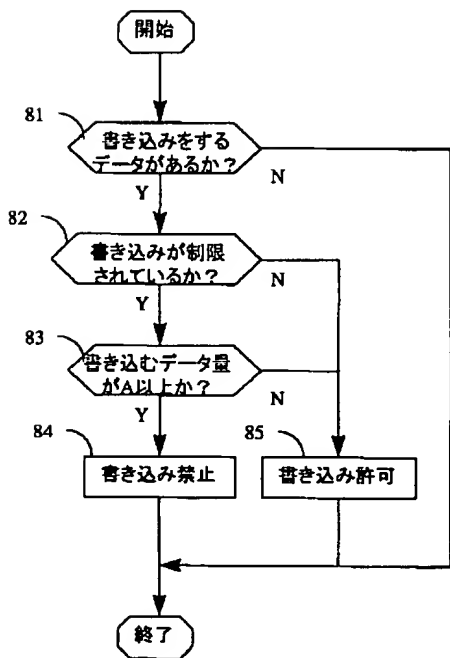 開始
81
書き込みをする
データがあるか?
N
Y
82
書き込みが制限
されているか?
N
Y
83
書き込むデータ量
がA以上か?
N
Y
84
書き込み禁止
85
書き込み許可
終了